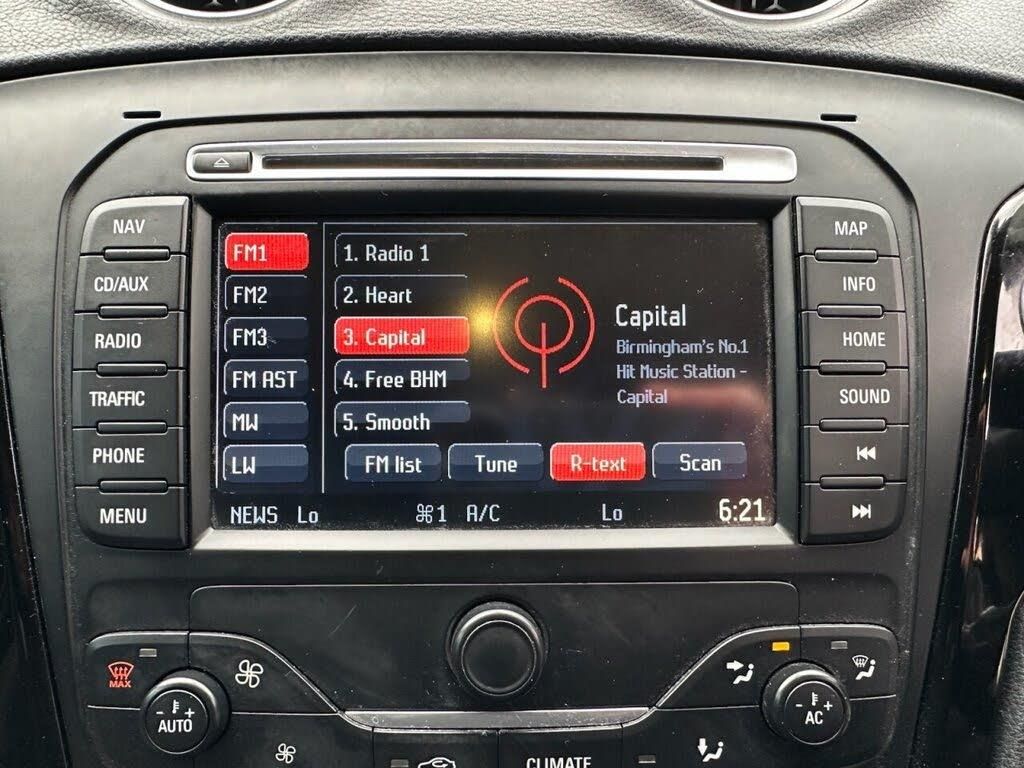 NAV
CD/AUX
RADIO
TRAFFIC
PHONE
MENU
FM1
FM2
FM3
FM AST
MW
LW
1. Radio 1
2. Heart
3. Capital
4. Free BHM
5. Smooth
Capital
Birmingham's No.1
Hit Music Station -
Capital
FM list
Tune
R-text
Scan
NEWS Lo
1 A/C
Lo
6:21
MAP
INFO
HOME
SOUND
MAX
- +
AUTO
- +
AC
CLIMATE